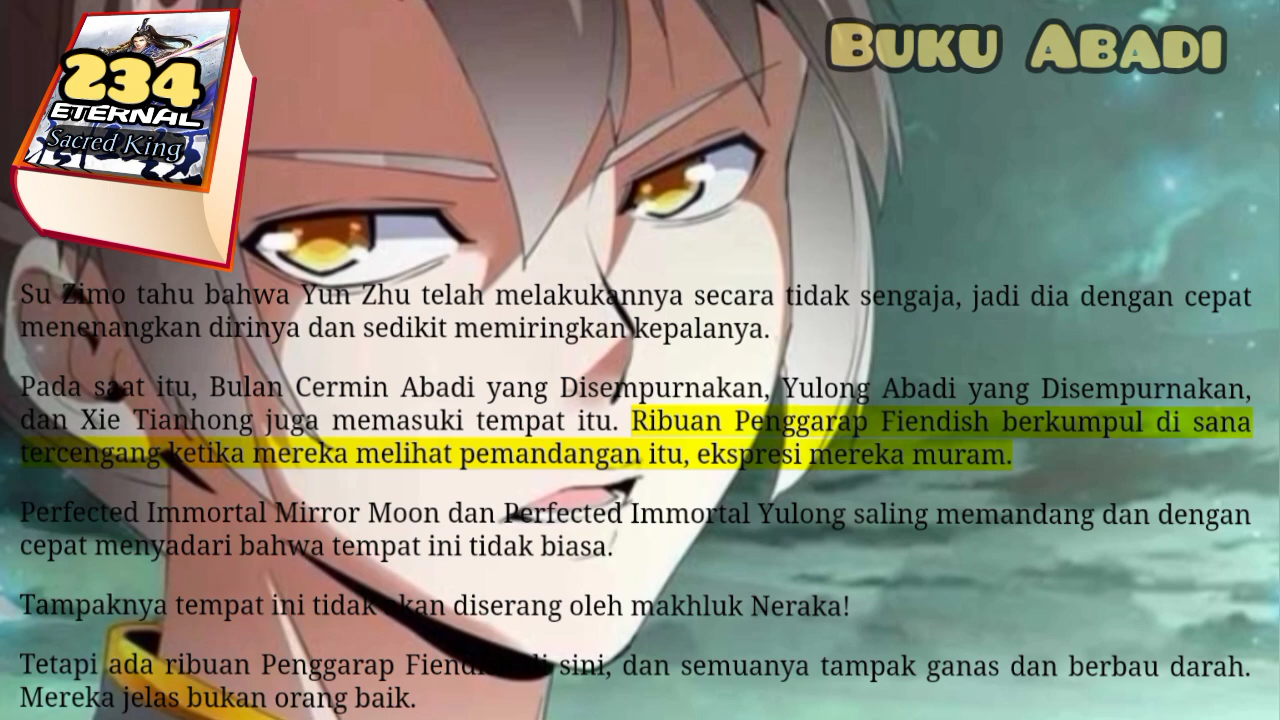 234
ETERNAL
Sacred King
BUKU ABADI
Su Zimo tahu bahwa Yun Zhu telah melakukannya secara tidak sengaja, jadi dia dengan cepat
menenangkan dirinya dan sedikit memiringkan kepalanya.
Pada saat itu, Bulan Cermin Abadi yang Disempurnakan, Yulong Abadi yang Disempurnakan,
dan Xie Tianhong juga memasuki tempat itu. Ribuan Penggarap Fiendish berkumpul di sana
tercengang ketika mereka melihat pemandangan itu, ekspresi mereka muram.
Perfected Immortal Mirror Moon dan Perfected Immortal Yulong saling memandang dan dengan
cepat menyadari bahwa tempat ini tidak biasa.
Tampaknya tempat ini tidak akan diserang oleh makhluk Neraka!
Tetapi ada ribuan Penggarap Fiendish di sini, dan semuanya tampak ganas dan berbau darah.
Mereka jelas bukan orang baik.